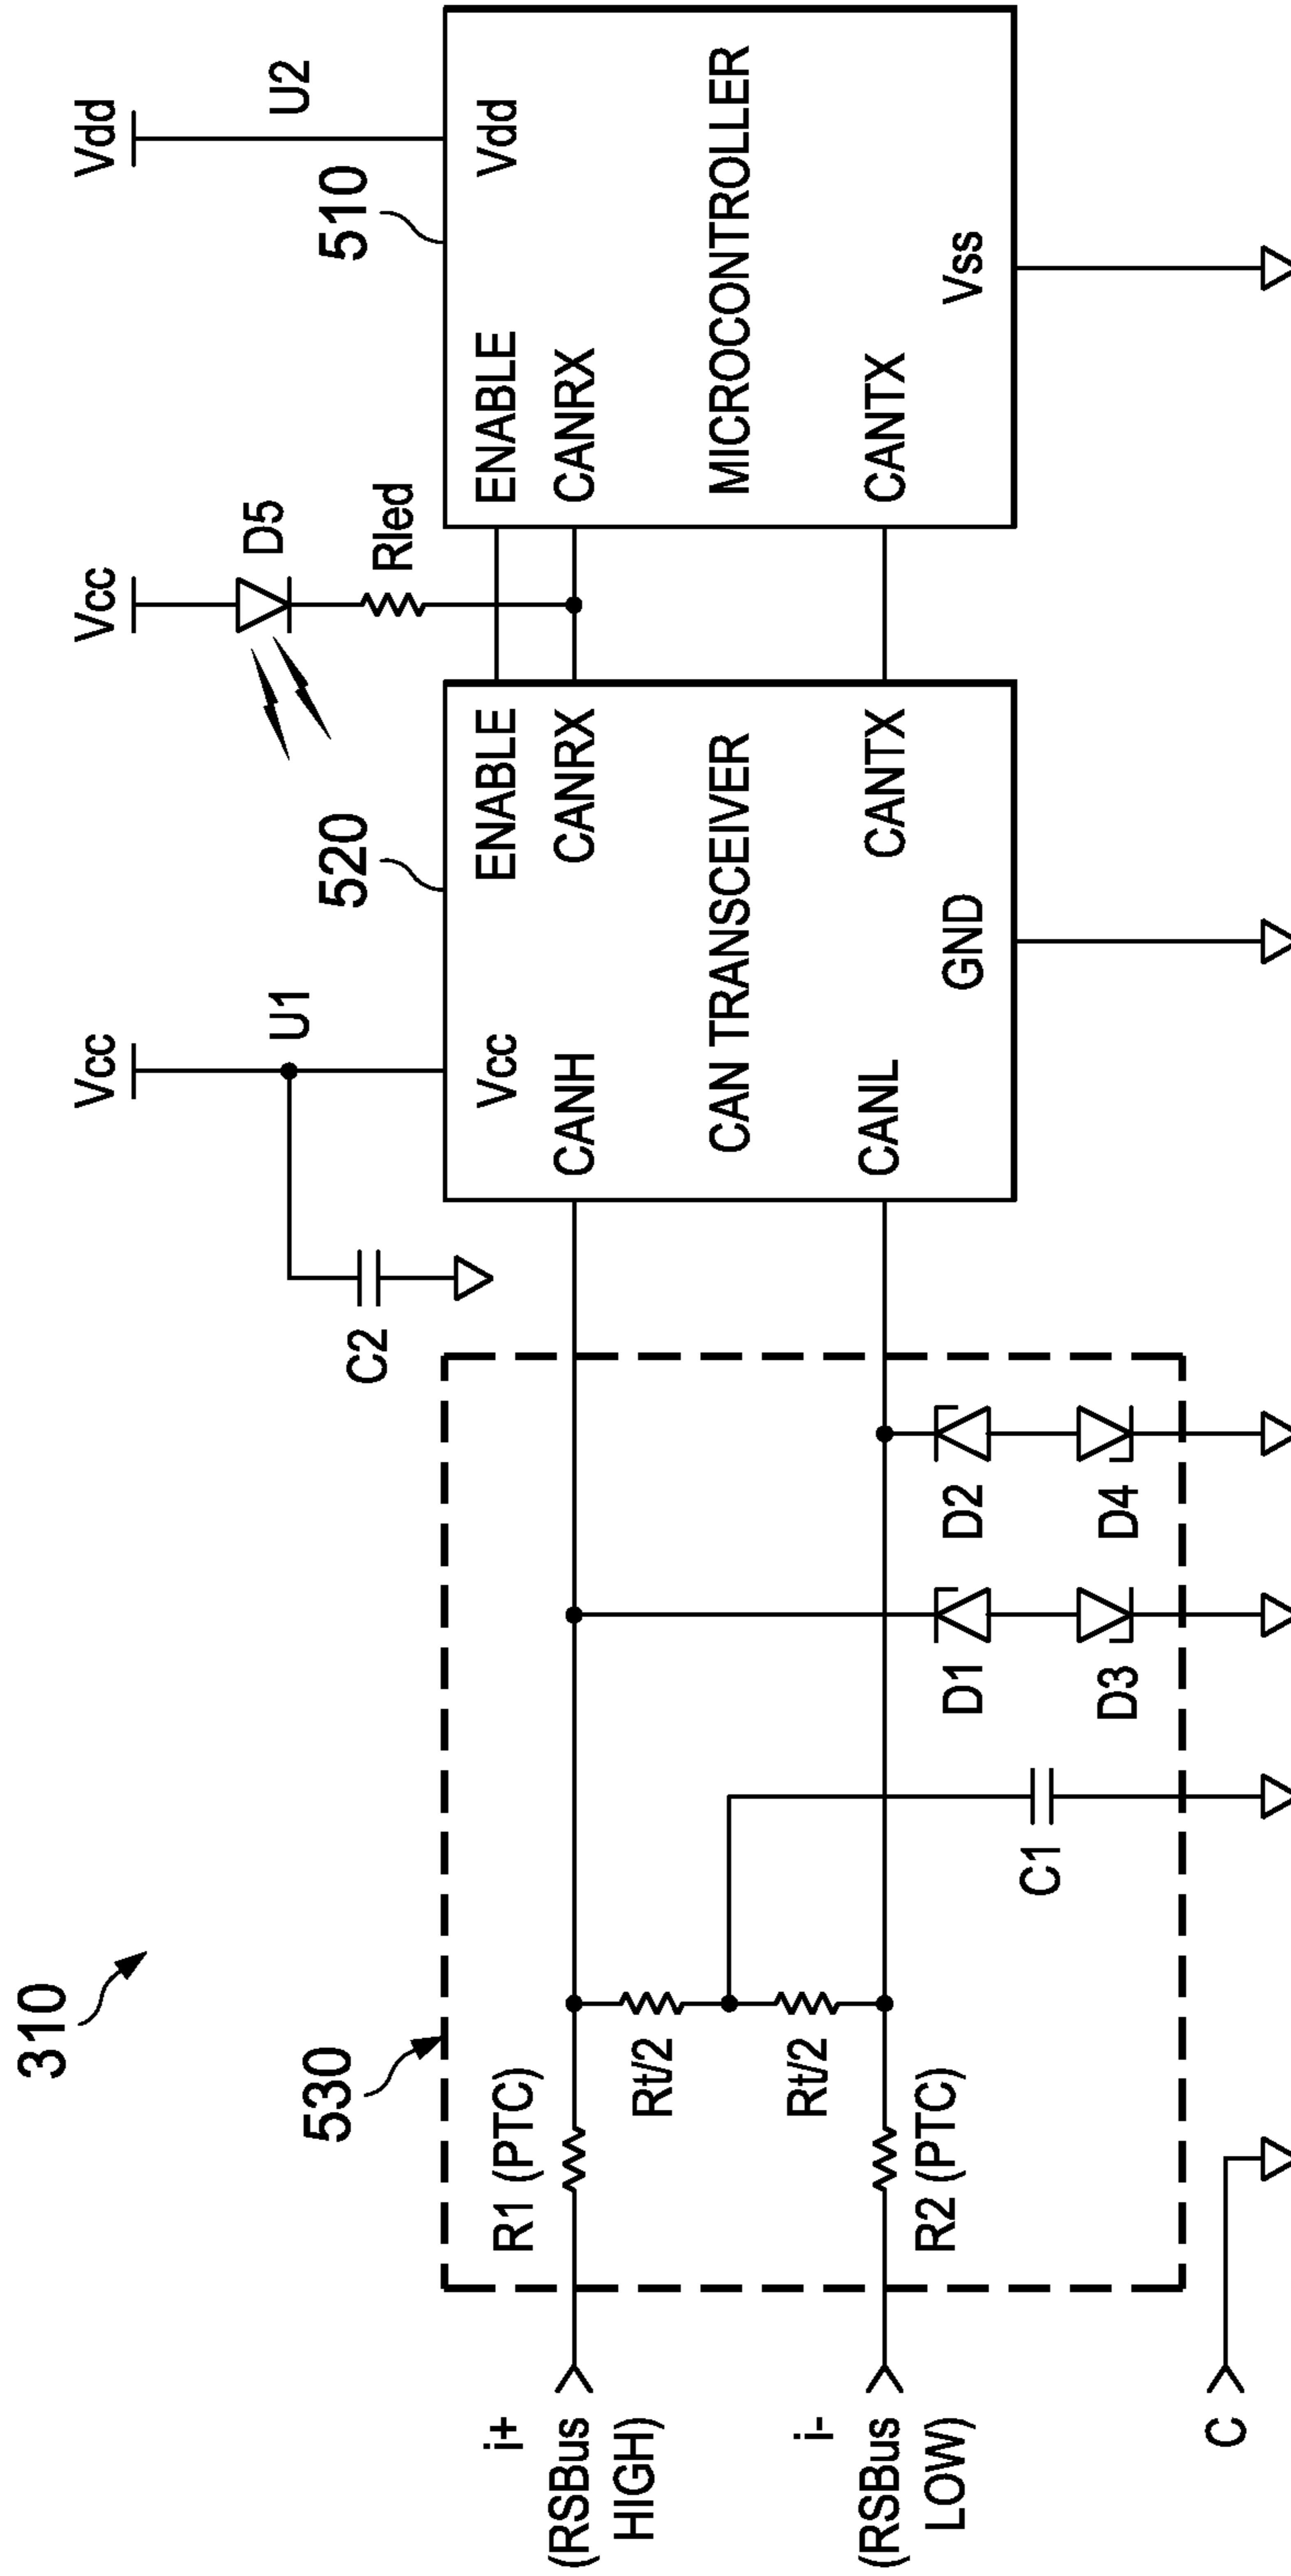 310
530
i+
(RSBus
HIGH)
R1 (PTC)
Rt/2
Rt/2
i-
(RSBus
LOW)
R2 (PTC)
C
C1
D1
D3
D2
D4
C2
Vcc
U1
520
Vcc
CANH
ENABLE
CANRX
CAN TRANSCEIVER
CANL
CANTX
GND
Vcc
D5
Rled
Vdd
U2
510
ENABLE
Vdd
CANRX
MICROCONTROLLER
CANTX
Vss